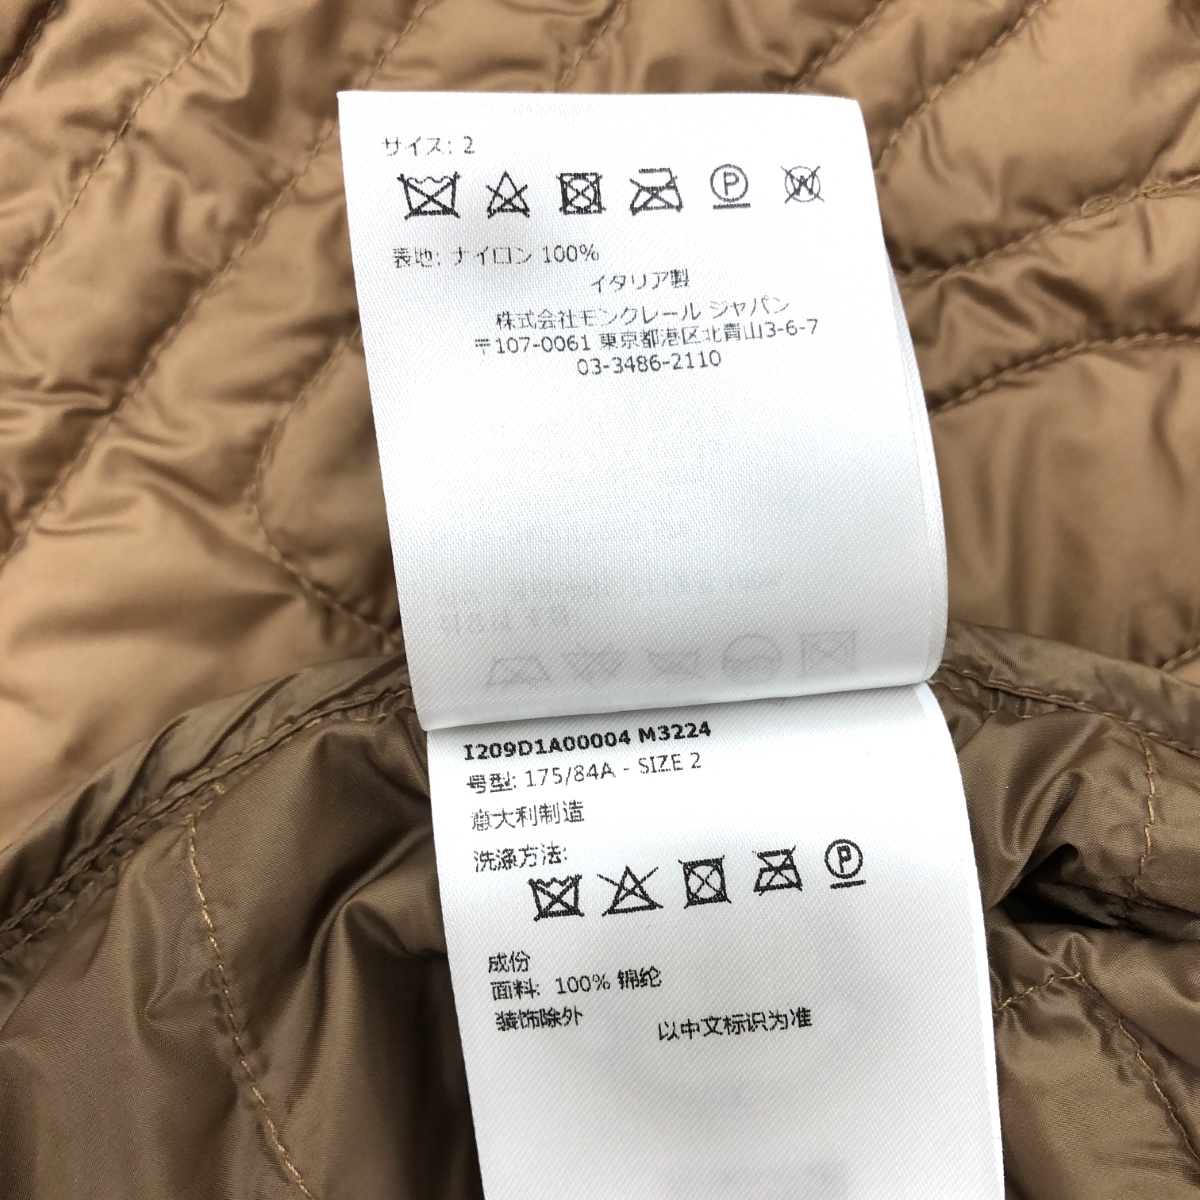 サイズ: 2
P W
表地: ナイロン 100%
イタリア製
株式会社モンクレール ジャパン
〒107-0061 東京都港区北青山3-6-7
03-3486-2110
I209D1A00004 M3224
号型: 175/84A - SIZE 2
意大利制造
洗涤方法:
P
成份
面料: 100% 锦纶
装饰除外
以中文标识为准